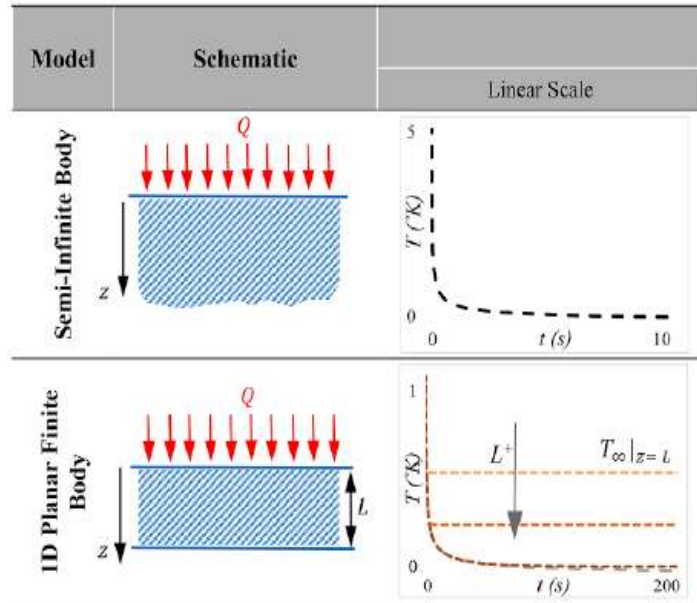 Model
Schematic
Linear Scale
Semi-Infinite Body
Q
z
5
T (˚K)
0
0
t (s)
10
1D Planar Finite
Body
Q
L
z
1
T (˚K)
L⁺
T∞|z= L
0
0
t (s)
200